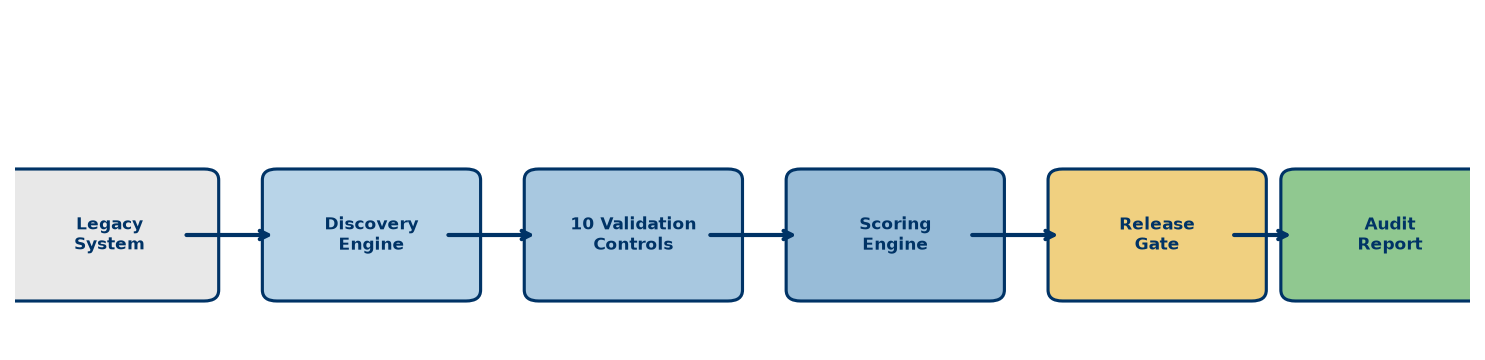 Legacy
System
Discovery
Engine
10 Validation
Controls
Scoring
Engine
Release
Gate
Audit
Report